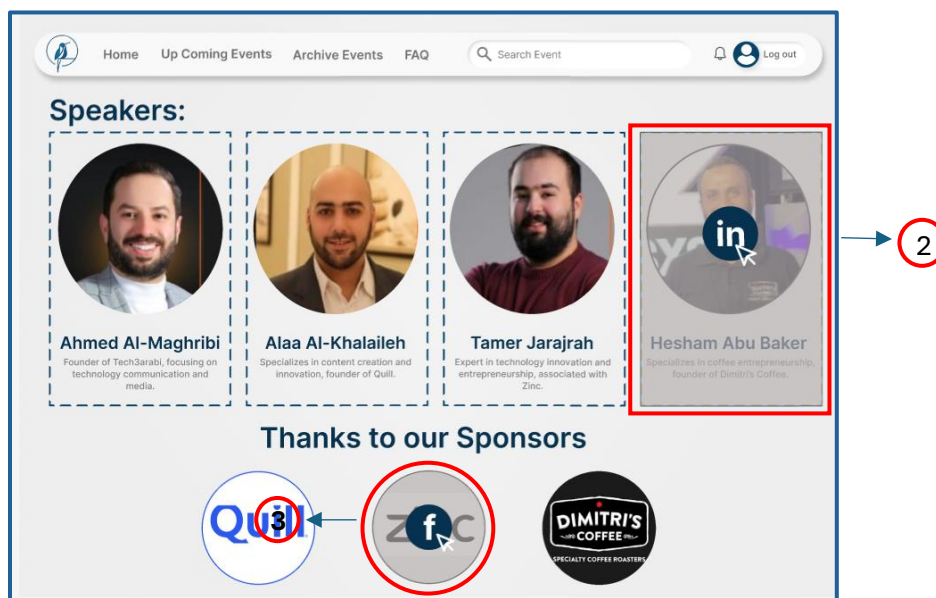 Home Up Coming Events Archive Events FAQ Search Event Log out
Speakers:
in
2
Ahmed Al-Maghribi
Founder of Tech3arabi, focusing on
technology communication and
media.
Alaa Al-Khalaileh
Specializes in content creation and
innovation, founder of Quill.
Tamer Jarajrah
Expert in technology innovation and
entrepreneurship, associated with
Zinc.
Hesham Abu Baker
Specializes in coffee entrepreneurship,
founder of Dimitri's Coffee.
Thanks to our Sponsors
Quill
3
f
DIMITRI'S
COFFEE
SPECIALTY COFFEE ROASTERS